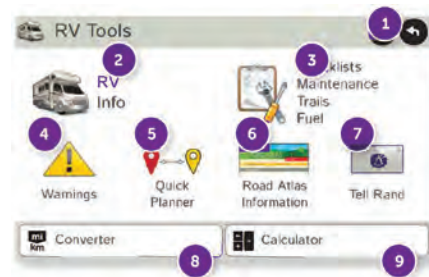 RV Tools
1
2
3
RV
Info
klists
Maintenance
Trails
Fuel
4
5
6
7
Warnings
Quick
Planner
Road Atlas
Information
Tell Rand
mi
km
Converter
Calculator
8
9